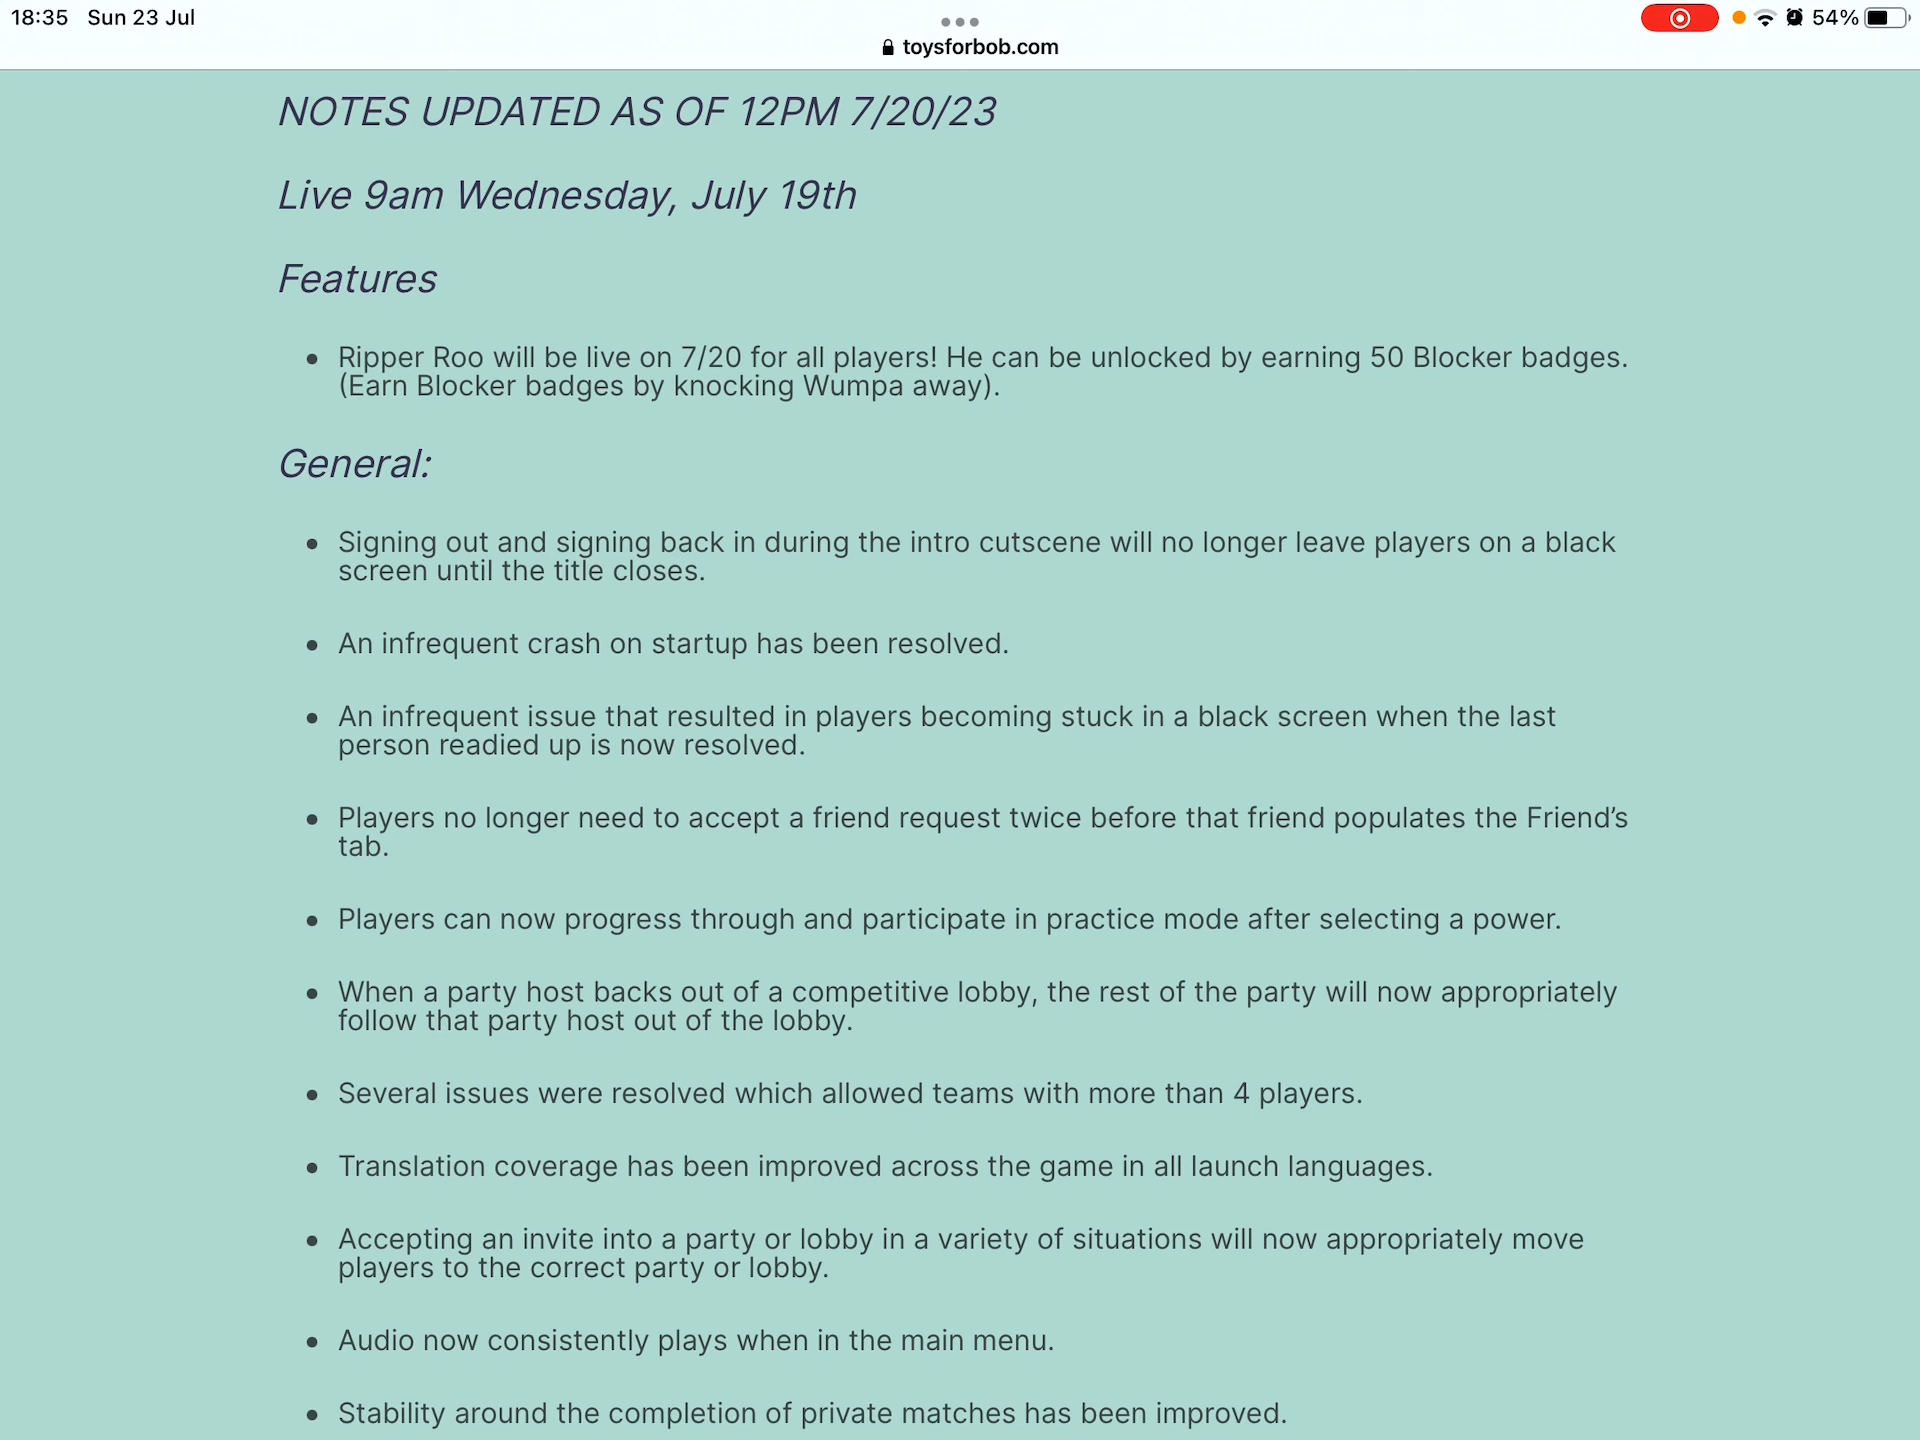 18:35 Sun 23 Jul
54%
toysforbob.com
NOTES UPDATED AS OF 12PM 7/20/23
Live 9am Wednesday, July 19th
Features
• Ripper Roo will be live on 7/20 for all players! He can be unlocked by earning 50 Blocker badges.
(Earn Blocker badges by knocking Wumpa away).
General:
• Signing out and signing back in during the intro cutscene will no longer leave players on a black
screen until the title closes.
• An infrequent crash on startup has been resolved.
• An infrequent issue that resulted in players becoming stuck in a black screen when the last
person readied up is now resolved.
• Players no longer need to accept a friend request twice before that friend populates the Friend’s
tab.
• Players can now progress through and participate in practice mode after selecting a power.
• When a party host backs out of a competitive lobby, the rest of the party will now appropriately
follow that party host out of the lobby.
• Several issues were resolved which allowed teams with more than 4 players.
• Translation coverage has been improved across the game in all launch languages.
• Accepting an invite into a party or lobby in a variety of situations will now appropriately move
players to the correct party or lobby.
• Audio now consistently plays when in the main menu.
• Stability around the completion of private matches has been improved.